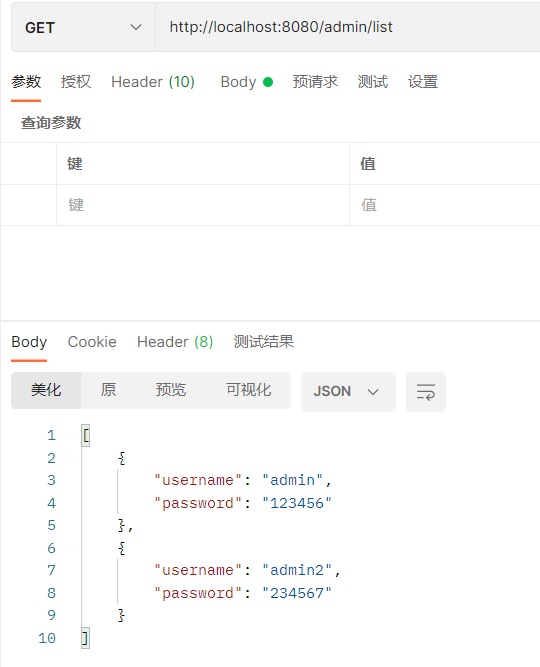 GET http://localhost:8080/admin/list
参数 授权 Header (10) Body 预请求 测试 设置
查询参数
键 值
键 值
Body Cookie Header (8) 测试结果
美化 原 预览 可视化 JSON
1 [
2 {
3 "username": "admin",
4 "password": "123456"
5 },
6 {
7 "username": "admin2",
8 "password": "234567"
9 }
10 ]